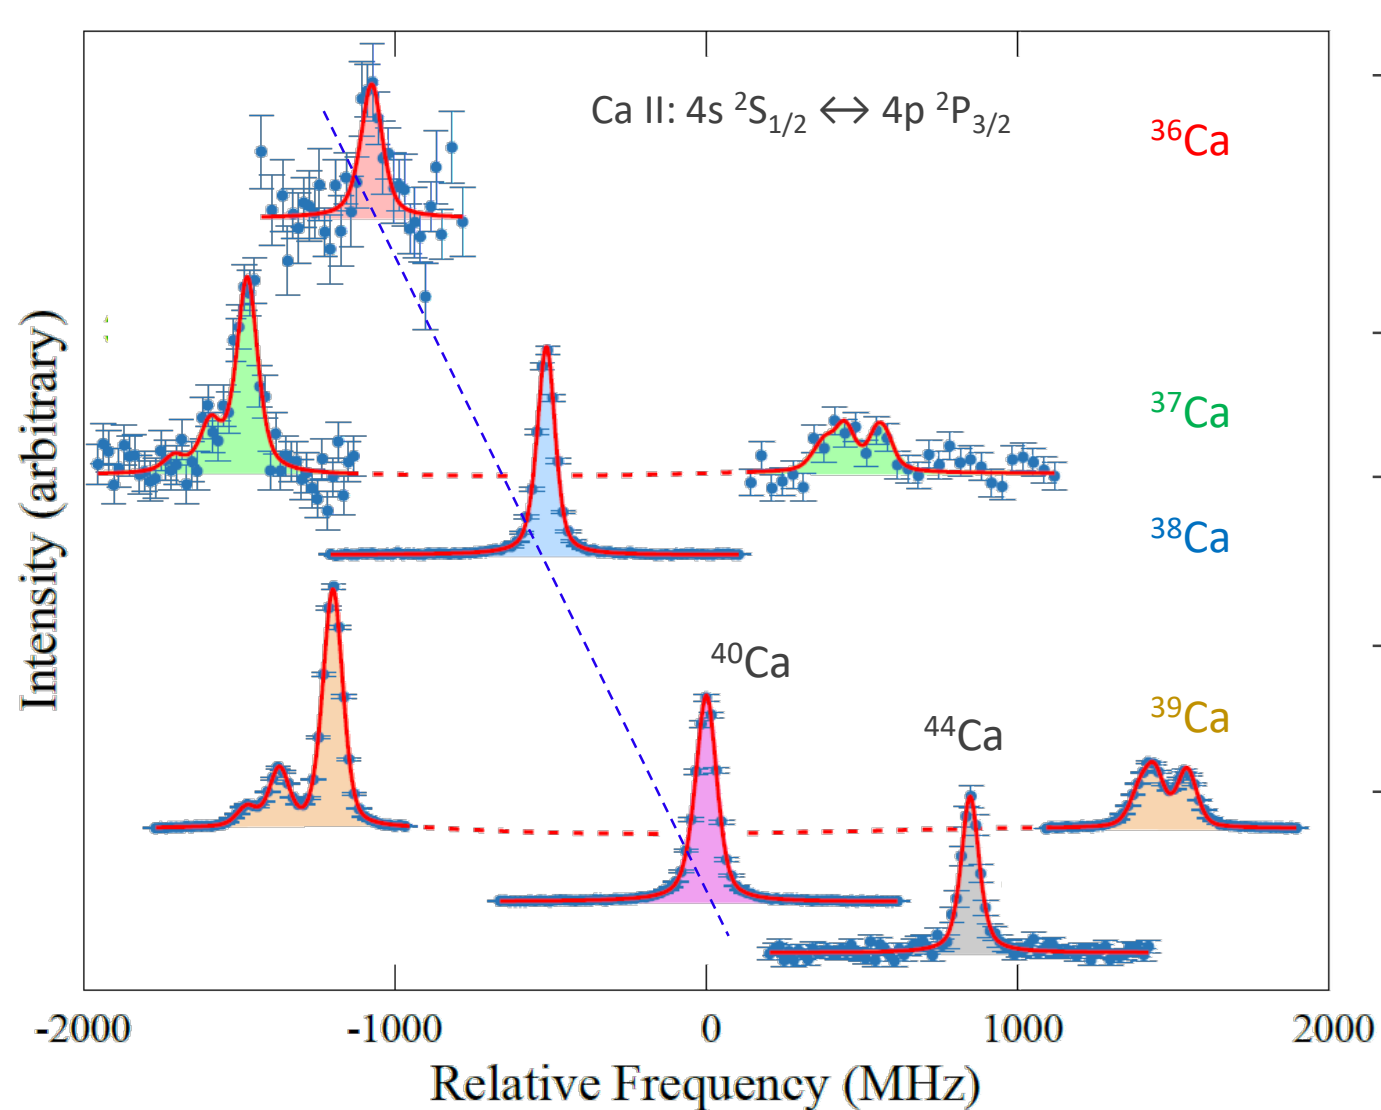 Ca II: 4s ²S₁/₂ ↔ 4p ²P₃/₂
³⁶Ca
³⁷Ca
³⁸Ca
⁴⁰Ca
³⁹Ca
⁴⁴Ca
Intensity (arbitrary)
-2000 -1000 0 1000 2000
Relative Frequency (MHz)